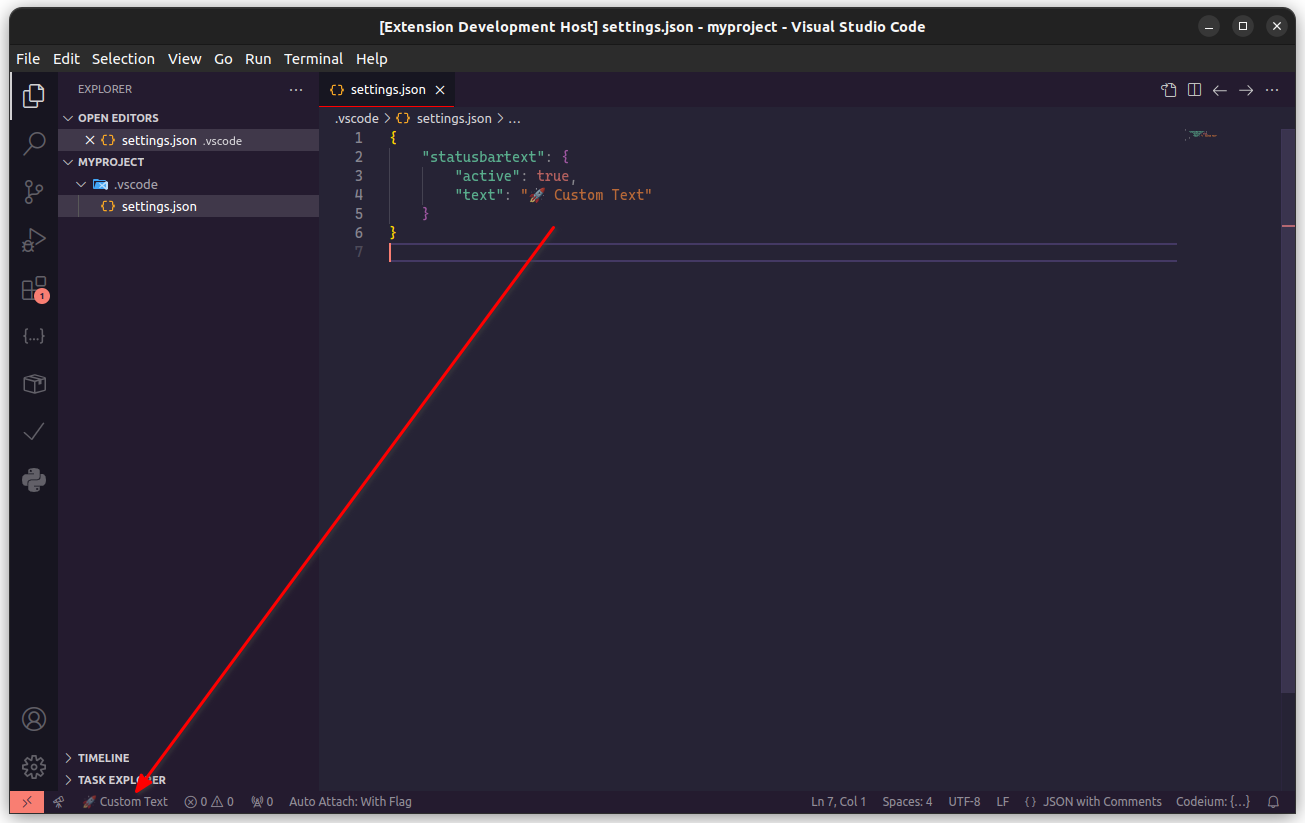 [Extension Development Host] settings.json - myproject - Visual Studio Code
File Edit Selection View Go Run Terminal Help
EXPLORER
OPEN EDITORS
settings.json .vscode
MYPROJECT
.vscode
settings.json
TIMELINE
TASK EXPLORER
1
{...}
settings.json
.vscode > {} settings.json > ...
1 {
2 "statusbartext": {
3 "active": true,
4 "text": "🚀 Custom Text"
5 }
6 }
7
🚀 Custom Text 0 0 0 Auto Attach: With Flag Ln 7, Col 1 Spaces: 4 UTF-8 LF {} JSON with Comments Codeium: {...}